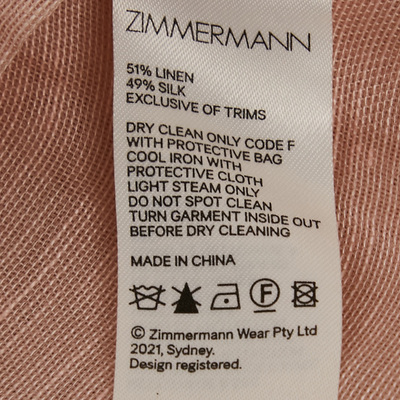 ZIMMERMANN
51% LINEN
49% SILK
EXCLUSIVE OF TRIMS
DRY CLEAN ONLY CODE F
WITH PROTECTIVE BAG
COOL IRON WITH
PROTECTIVE CLOTH
LIGHT STEAM ONLY
DO NOT SPOT CLEAN
TURN GARMENT INSIDE OUT
BEFORE DRY CLEANING
MADE IN CHINA
F
© Zimmermann Wear Pty Ltd
2021, Sydney.
Design registered.